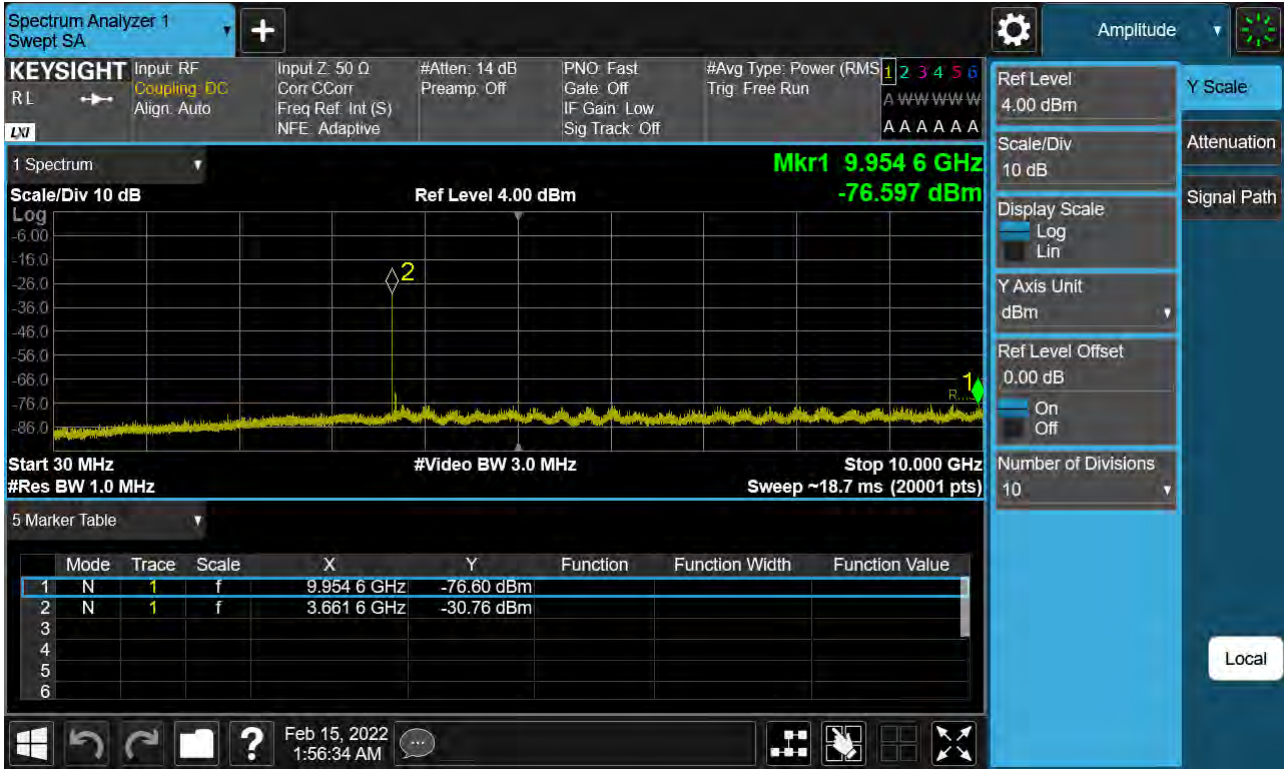 Spectrum Analyzer 1
Swept SA
+
Amplitude
KEYSIGHT
RL
LXI
Input: RF
Coupling: DC
Align: Auto
Input Z: 50 Ω
Corr CCorr
Freq Ref: Int (S)
NFE: Adaptive
#Atten: 14 dB
Preamp: Off
PNO: Fast
Gate: Off
IF Gain: Low
Sig Track: Off
#Avg Type: Power (RMS
Trig: Free Run
1 2 3 4 5 6
A W W W W W
A A A A A A
1 Spectrum
Mkr1 9.954 6 GHz
-76.597 dBm
Scale/Div 10 dB
Ref Level 4.00 dBm
Log
-6.00
-16.0
-26.0
-36.0
-46.0
-56.0
-66.0
-76.0
-86.0
2
1
Start 30 MHz
#Video BW 3.0 MHz
Stop 10.000 GHz
#Res BW 1.0 MHz
Sweep ~18.7 ms (20001 pts)
5 Marker Table
Mode Trace Scale X Y Function Function Width Function Value
1 N 1 f 9.954 6 GHz -76.60 dBm
2 N 1 f 3.661 6 GHz -30.76 dBm
3
4
5
6
Feb 15, 2022
1:56:34 AM
?
Ref Level
4.00 dBm
Scale/Div
10 dB
Display Scale
Log
Lin
Y Axis Unit
dBm
Ref Level Offset
0.00 dB
On
Off
Number of Divisions
10
Y Scale
Attenuation
Signal Path
Local